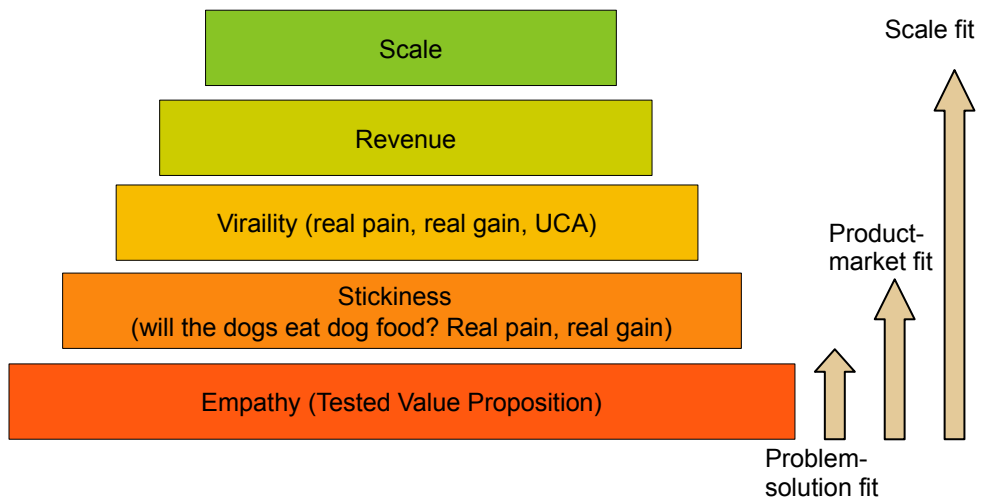 Scale
Revenue
Viraility (real pain, real gain, UCA)
Stickiness
(will the dogs eat dog food? Real pain, real gain)
Empathy (Tested Value Proposition)
Problem-
solution fit
Product-
market fit
Scale fit